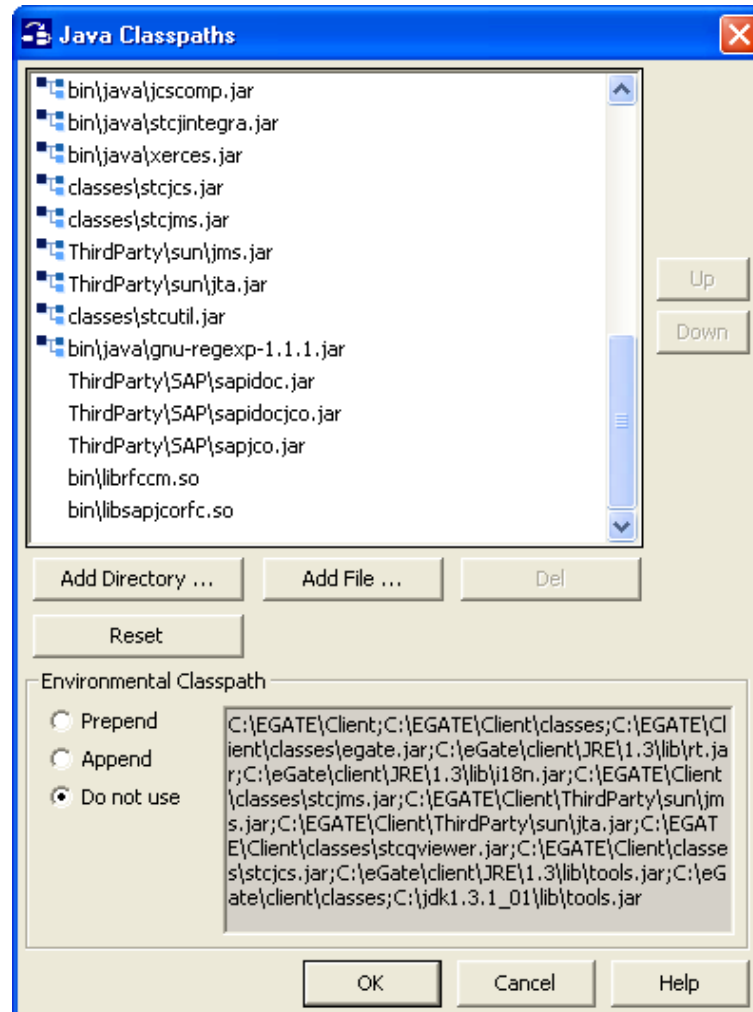 Java Classpaths
bin\java\jcscomp.jar
bin\java\stcjintegra.jar
bin\java\xerces.jar
classes\stcjcs.jar
classes\stcjms.jar
ThirdParty\sun\jms.jar
ThirdParty\sun\jta.jar
classes\stcutil.jar
bin\java\gnu-regexp-1.1.1.jar
ThirdParty\SAP\sapidoc.jar
ThirdParty\SAP\sapidocjco.jar
ThirdParty\SAP\sapjco.jar
bin\librfccm.so
bin\libsapjcorfc.so
Up
Down
Add Directory ...
Add File ...
Del
Reset
Environmental Classpath
Prepend
Append
Do not use
C:\EGATE\Client;C:\EGATE\Client\classes;C:\EGATE\Cl
ient\classes\egate.jar;C:\eGate\client\JRE\1.3\lib\rt.ja
r;C:\eGate\client\JRE\1.3\lib\i18n.jar;C:\EGATE\Client
\classes\stcjms.jar;C:\EGATE\Client\ThirdParty\sun\jm
s.jar;C:\EGATE\Client\ThirdParty\sun\jta.jar;C:\EGAT
E\Client\classes\stcqviewer.jar;C:\EGATE\Client\classe
s\stcjcs.jar;C:\eGate\client\JRE\1.3\lib\tools.jar;C:\eG
ate\client\classes;C:\jdk1.3.1_01\lib\tools.jar
OK
Cancel
Help